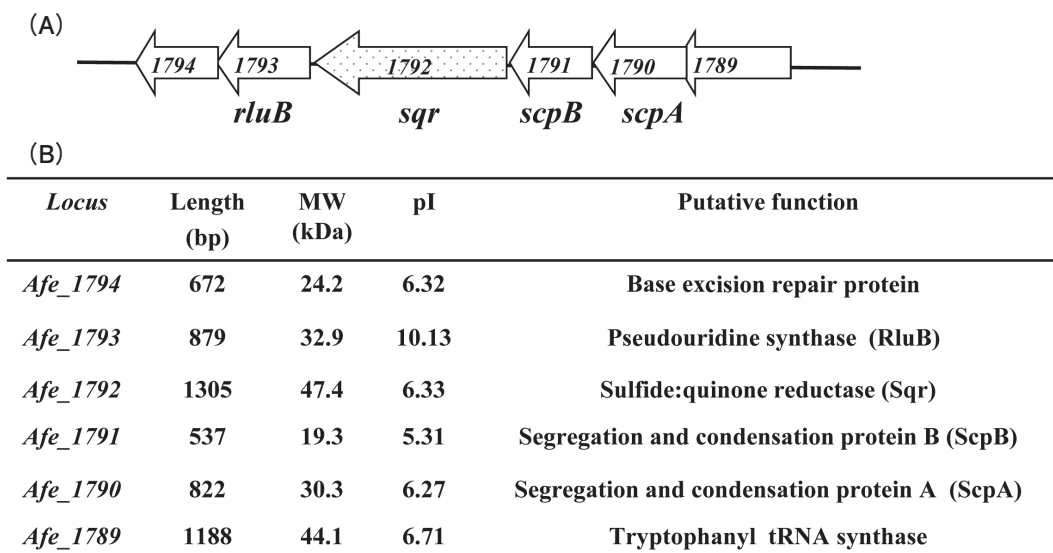 (A)
1794 1793 1792 1791 1790 1789
rluB sqr scpB scpA
(B)
Locus Length (bp) MW (kDa) pI Putative function
Afe_1794 672 24.2 6.32 Base excision repair protein
Afe_1793 879 32.9 10.13 Pseudouridine synthase (RluB)
Afe_1792 1305 47.4 6.33 Sulfide:quinone reductase (Sqr)
Afe_1791 537 19.3 5.31 Segregation and condensation protein B (ScpB)
Afe_1790 822 30.3 6.27 Segregation and condensation protein A (ScpA)
Afe_1789 1188 44.1 6.71 Tryptophanyl tRNA synthase